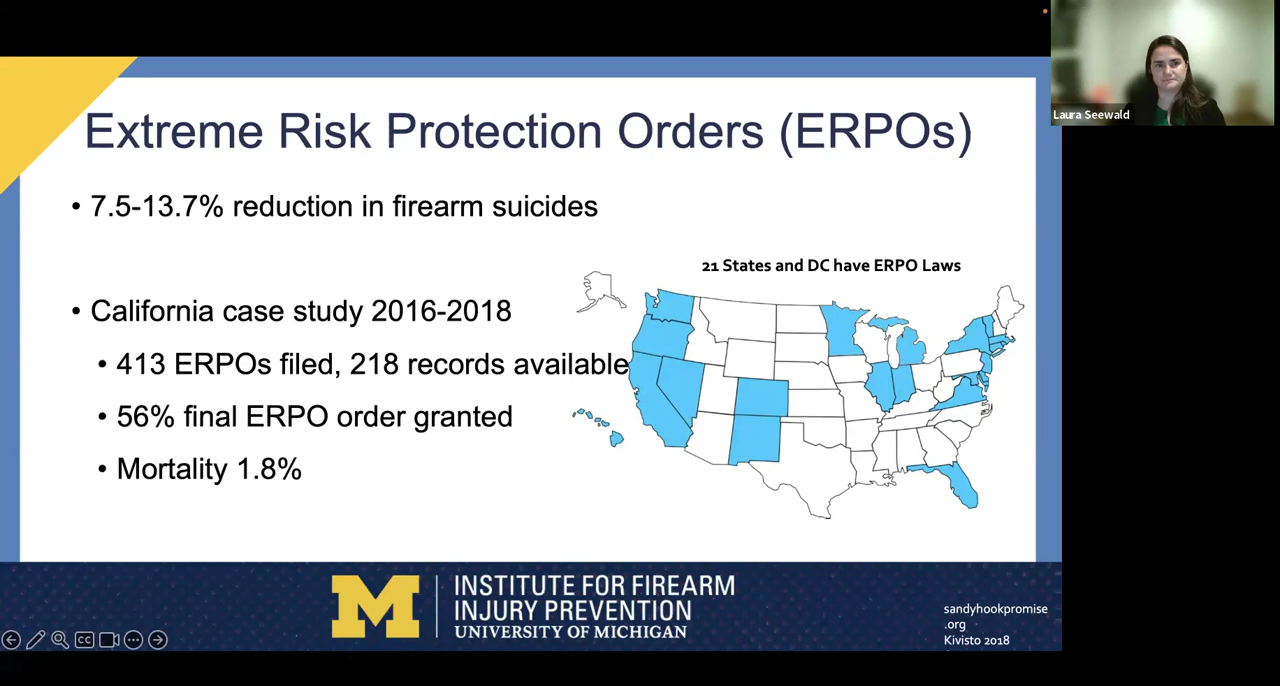 Laura Seewald
Extreme Risk Protection Orders (ERPOs)
• 7.5-13.7% reduction in firearm suicides
21 States and DC have ERPO Laws
• California case study 2016-2018
• 413 ERPOs filed, 218 records available
• 56% final ERPO order granted
• Mortality 1.8%
M
INSTITUTE FOR FIREARM
INJURY PREVENTION
UNIVERSITY OF MICHIGAN
sandyhookpromise
.org
Kivisto 2018
CC